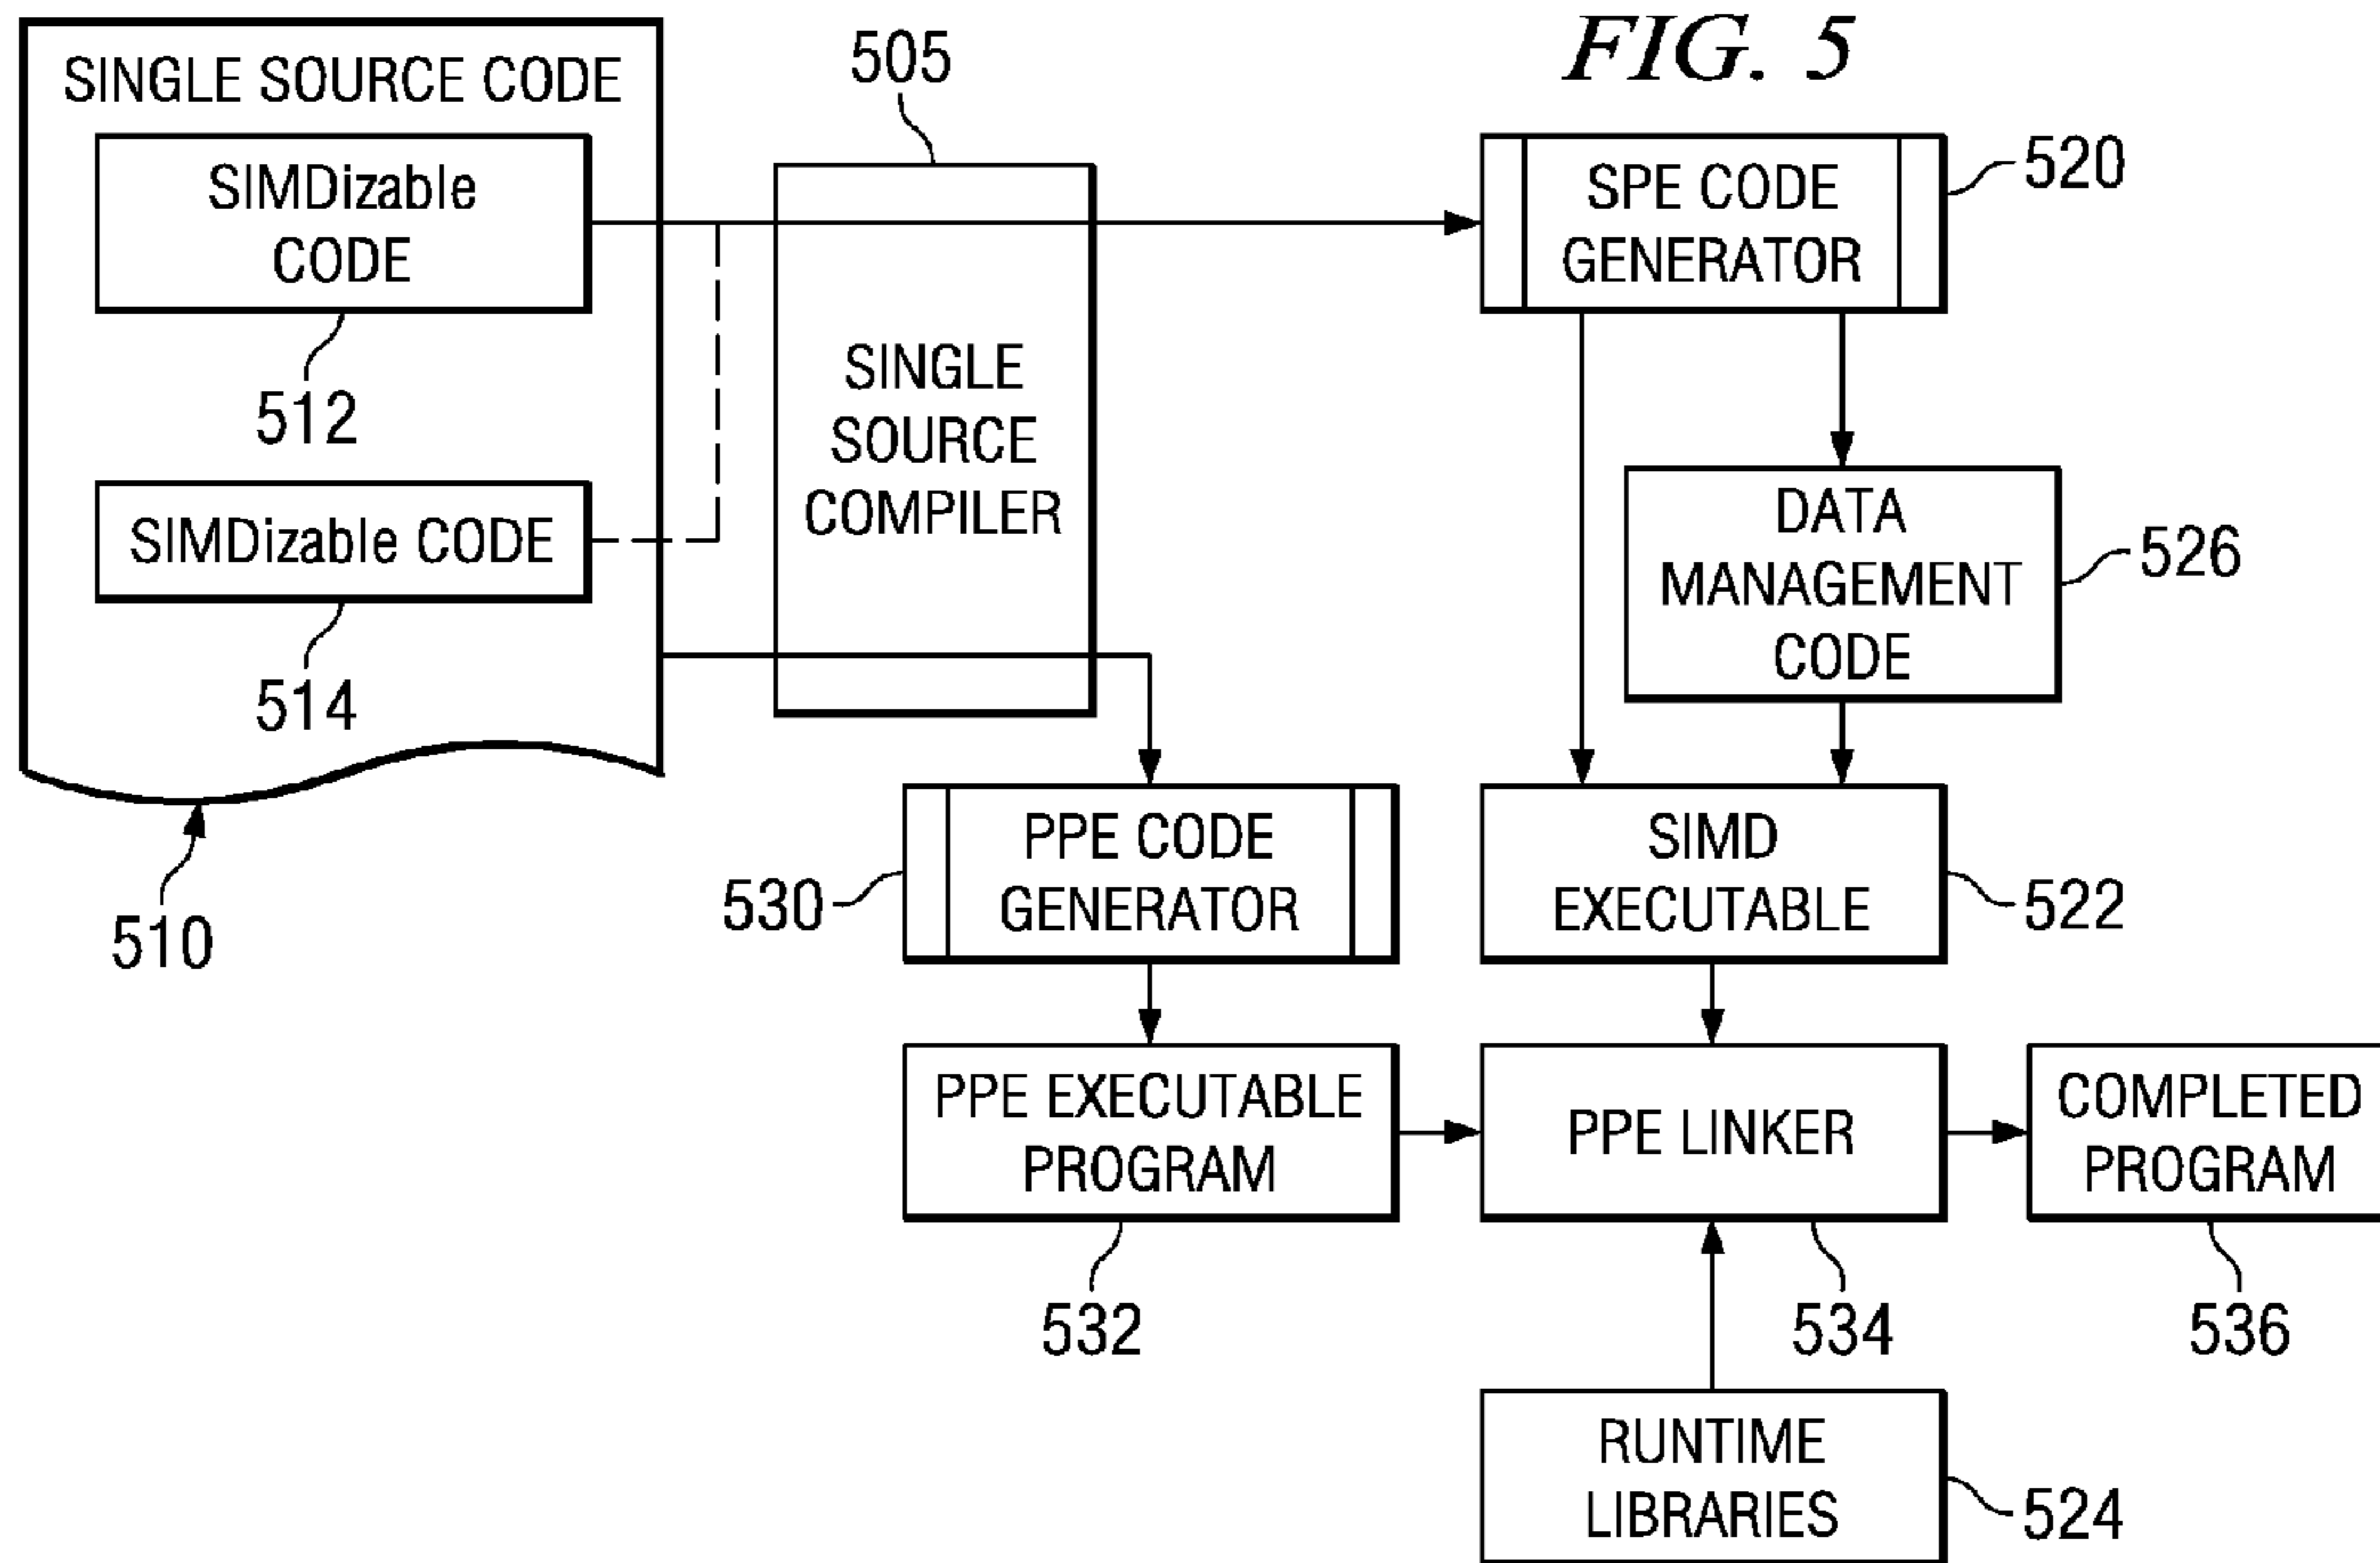 FIG. 5
SINGLE SOURCE CODE
SIMDizable
CODE
512
SIMDizable CODE
514
510
505
SINGLE
SOURCE
COMPILER
SPE CODE
GENERATOR
520
DATA
MANAGEMENT
CODE
526
PPE CODE
GENERATOR
530
SIMD
EXECUTABLE
522
PPE EXECUTABLE
PROGRAM
532
PPE LINKER
534
COMPLETED
PROGRAM
536
RUNTIME
LIBRARIES
524